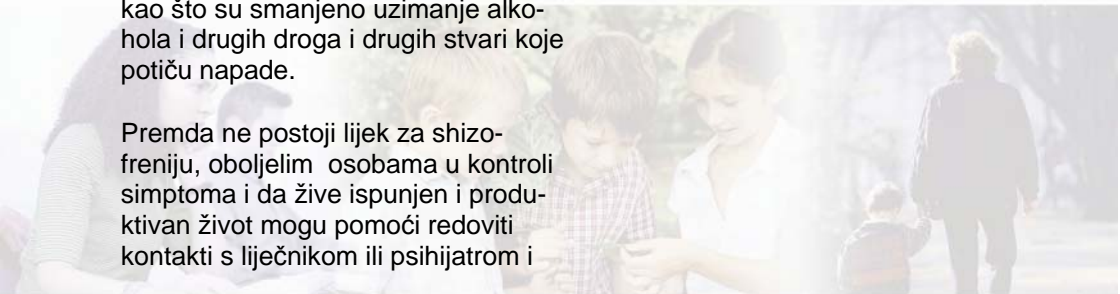 kao što su smanjeno uzimanje alko-
hola i drugih droga i drugih stvari koje
potiču napade.
Premda ne postoji lijek za shizo-
freniju, oboljelim  osobama u kontroli
simptoma i da žive ispunjen i produ-
ktivan život mogu pomoći redoviti
kontakti s liječnikom ili psihijatrom i